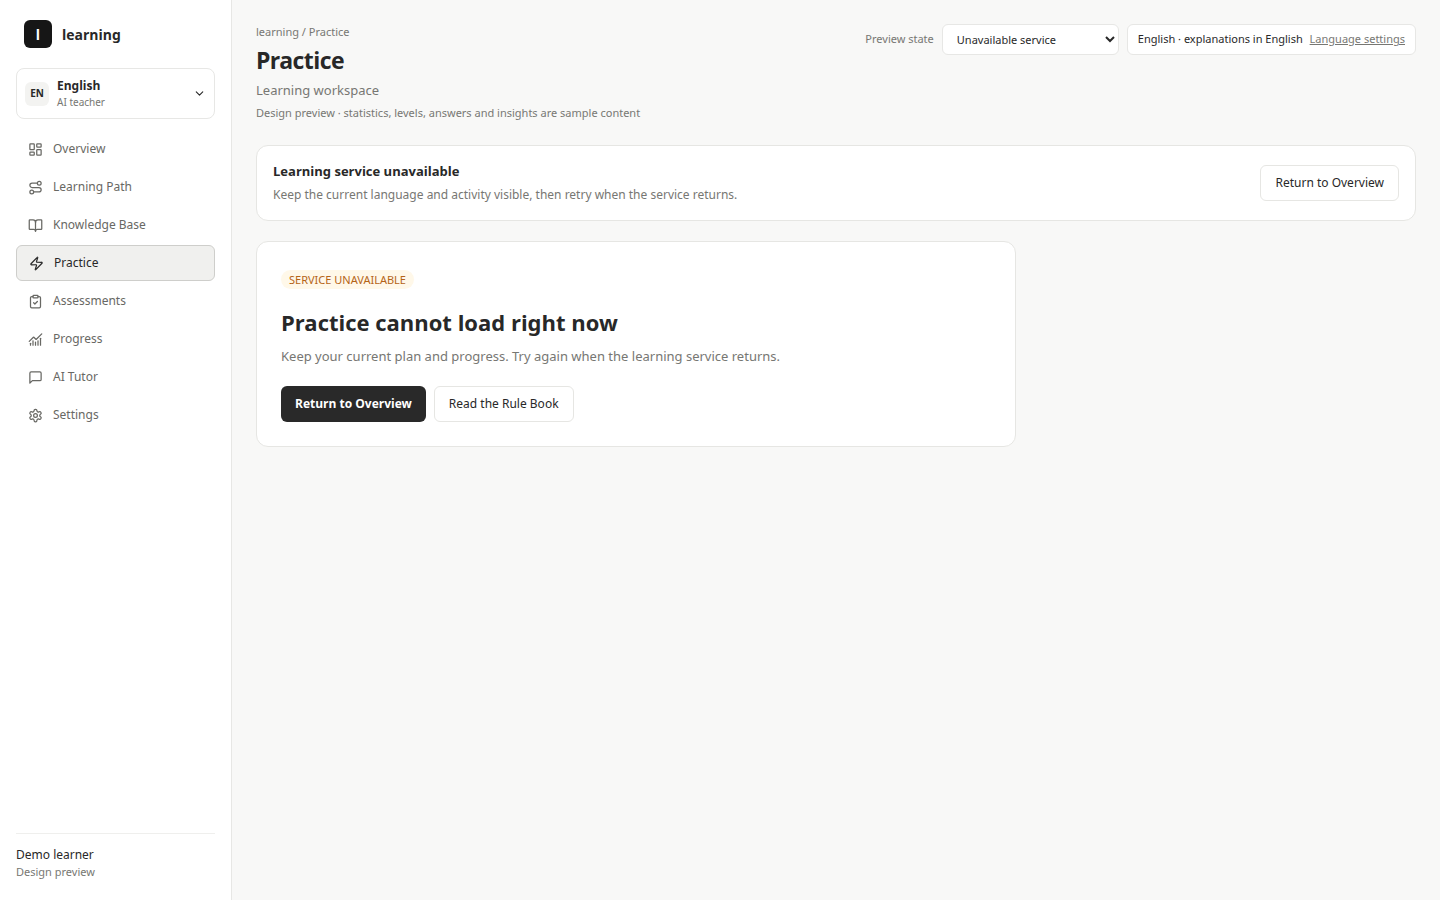 l learning
EN English
AI teacher
Overview
Learning Path
Knowledge Base
Practice
Assessments
Progress
AI Tutor
Settings
Demo learner
Design preview
learning / Practice
Practice
Learning workspace
Design preview · statistics, levels, answers and insights are sample content
Preview state Unavailable service English · explanations in English Language settings
Learning service unavailable
Keep the current language and activity visible, then retry when the service returns.
Return to Overview
SERVICE UNAVAILABLE
Practice cannot load right now
Keep your current plan and progress. Try again when the learning service returns.
Return to Overview Read the Rule Book